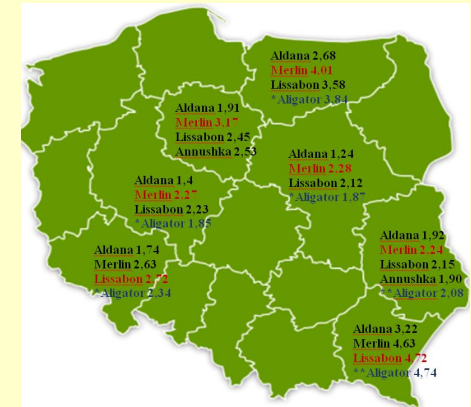 Aldana 2,68
Merlin 4,01
Lissabon 3,58
*Aligator 3,84
Aldana 1,91
Merlin 3,17
Lissabon 2,45
Annushka 2,53
Aldana 1,24
Merlin 2,28
Lissabon 2,12
*Aligator 1,87
Aldana 1,4
Merlin 2,27
Lissabon 2,23
*Aligator 1,85
Aldana 1,92
Merlin 2,24
Lissabon 2,15
Annushka 1,90
**Aligator 2,08
Aldana 1,74
Merlin 2,63
Lissabon 2,72
*Aligator 2,34
Aldana 3,22
Merlin 4,63
Lissabon 4,72
**Aligator 4,74